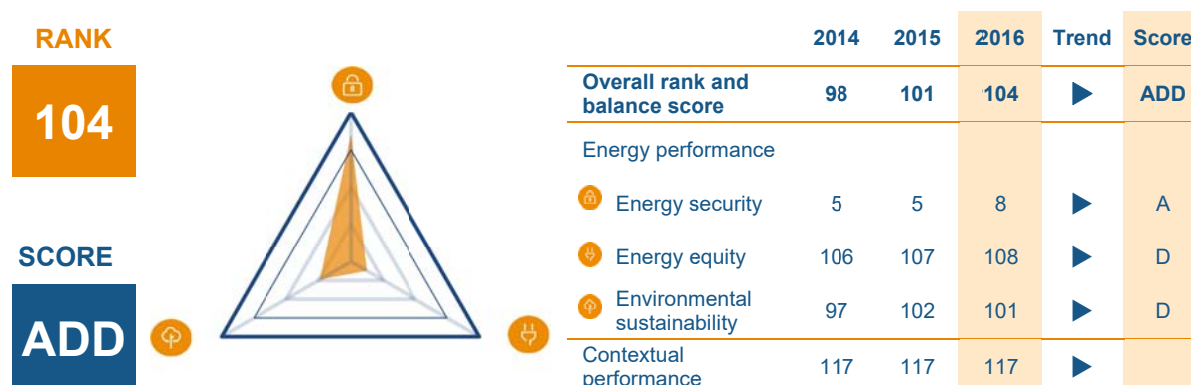 RANK
104
SCORE
ADD
2014 2015 2016 Trend Score
Overall rank and
balance score 98 101 104 ADD
Energy performance
Energy security 5 5 8 A
Energy equity 106 107 108 D
Environmental
sustainability 97 102 101 D
Contextual
performance 117 117 117